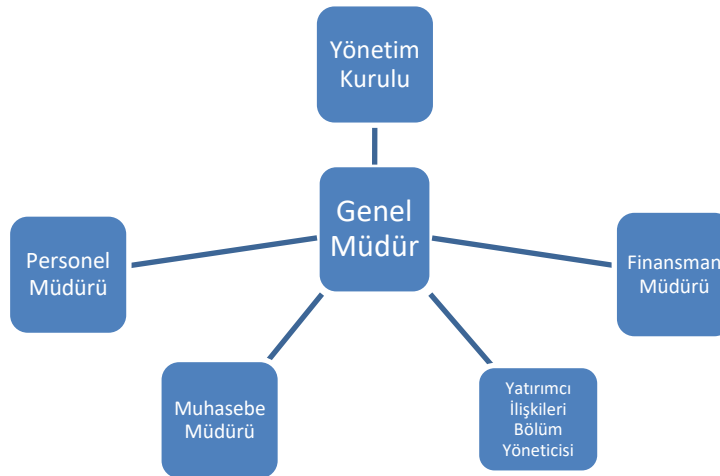 Yönetim
Kurulu
Genel
Müdür
Personel
Müdürü
Finansman
Müdürü
Muhasebe
Müdürü
Yatırımcı
İlişkileri
Bölüm
Yöneticisi